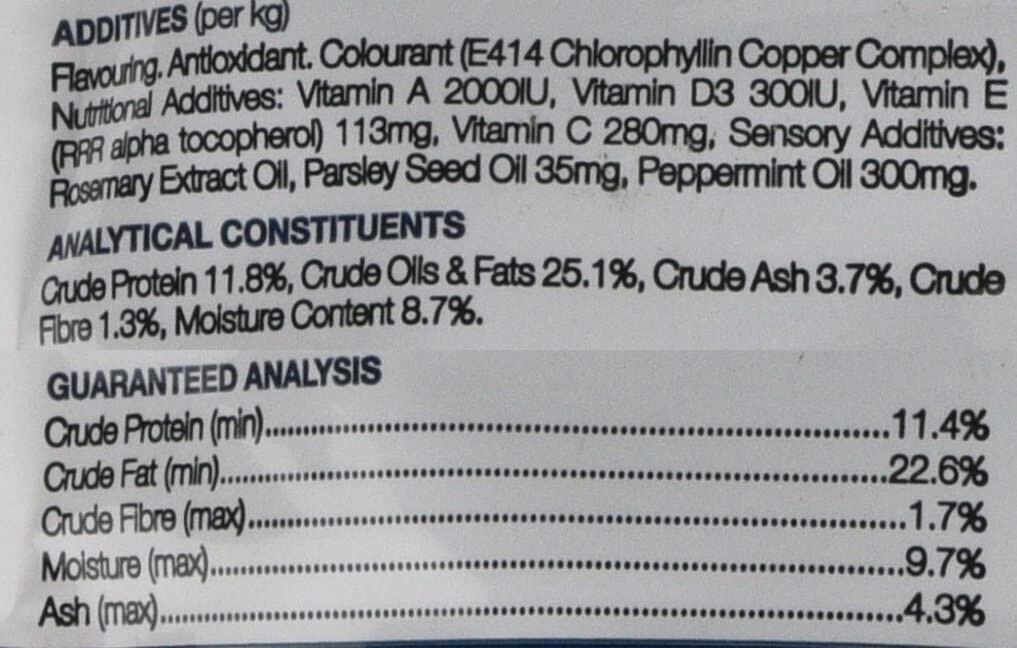 ADDITIVES (per kg)
Flavouring. Antioxidant. Colourant (E414 Chlorophyllin Copper Complex),
Nutritional Additives: Vitamin A 2000IU, Vitamin D3 300IU, Vitamin E
(RRR alpha tocopherol) 113mg, Vitamin C 280mg, Sensory Additives:
Rosemary Extract Oil, Parsley Seed Oil 35mg, Peppermint Oil 300mg.
ANALYTICAL CONSTITUENTS
Crude Protein 11.8%, Crude Oils & Fats 25.1%, Crude Ash 3.7%, Crude
Fibre 1.3%, Moisture Content 8.7%.
GUARANTEED ANALYSIS
Crude Protein (min)..........11.4%
Crude Fat (min)..........22.6%
Crude Fibre (max)..........1.7%
Moisture (max)..........9.7%
Ash (max)..........4.3%